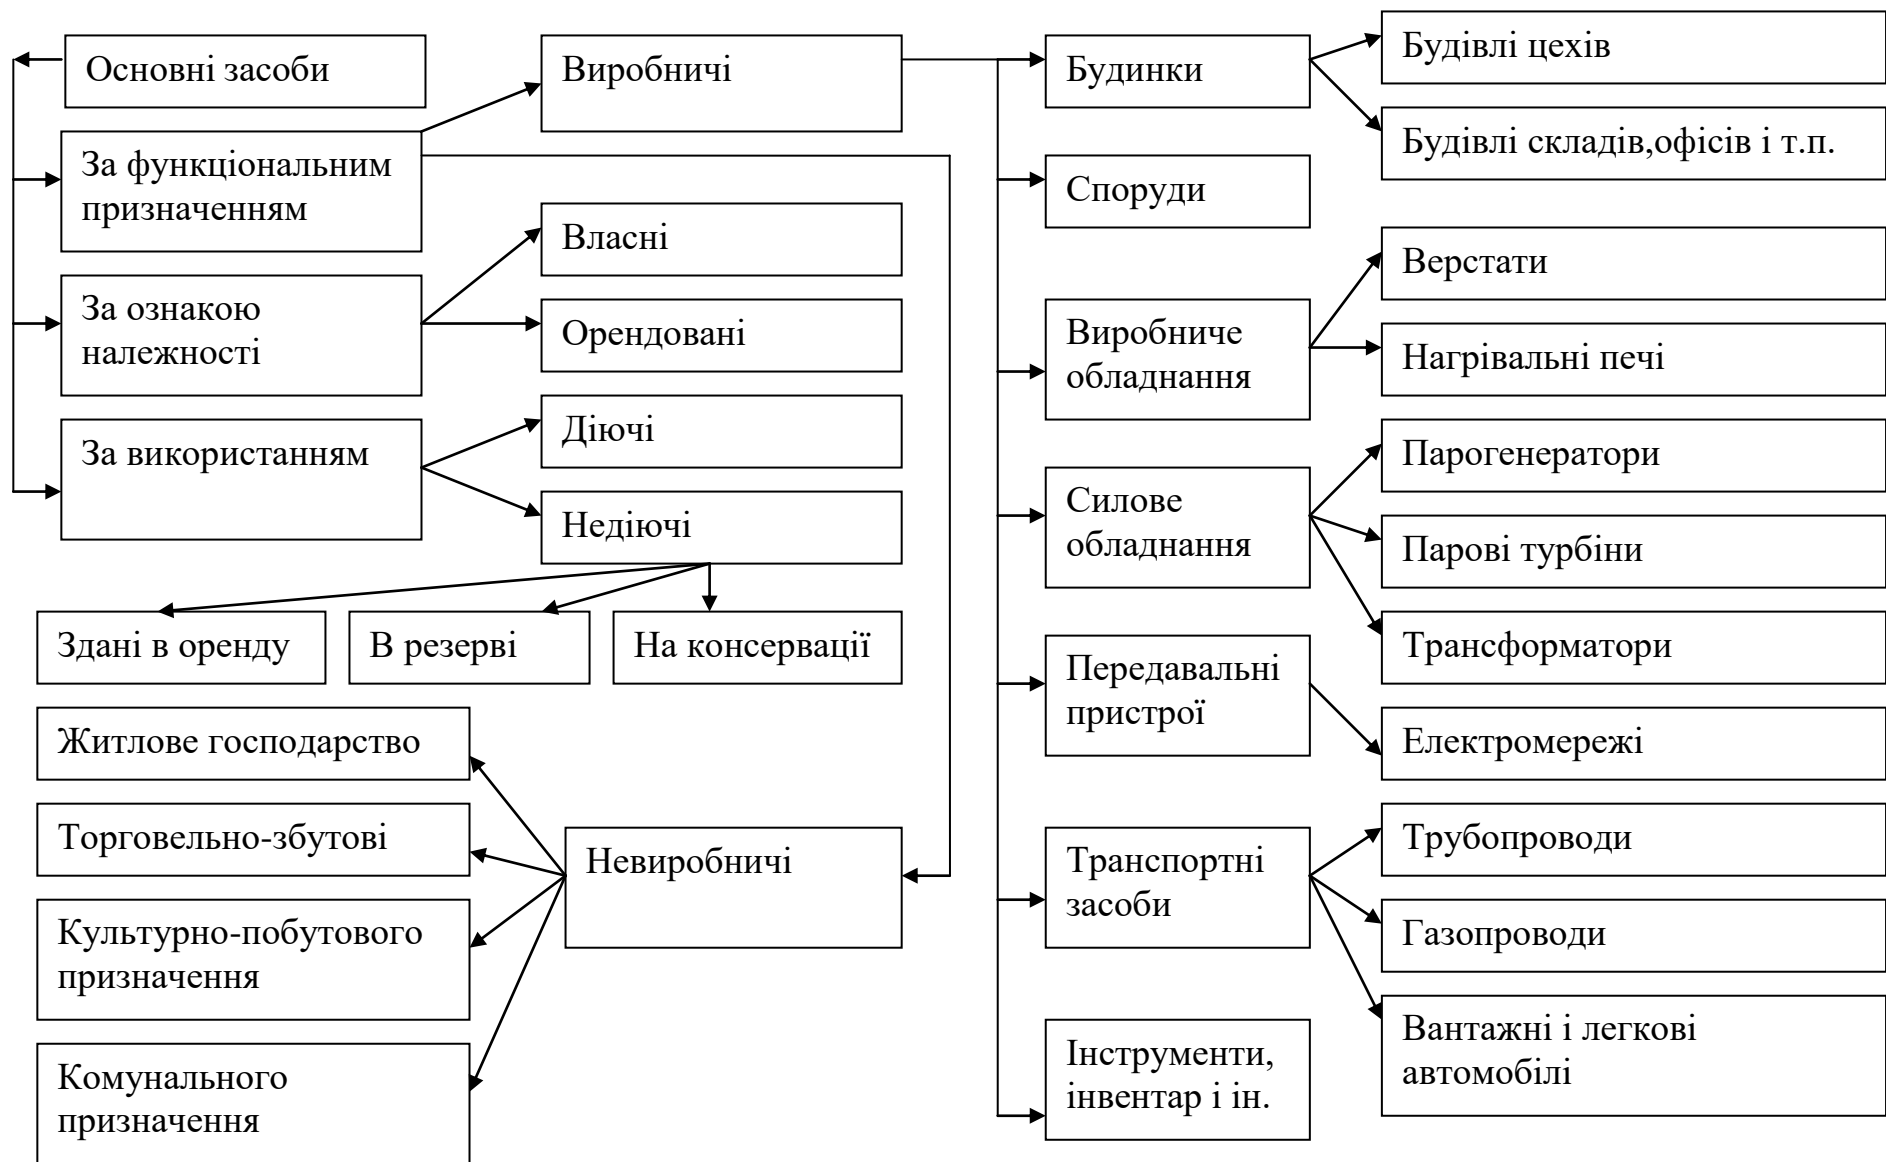 Основні засоби
За функціональним
призначенням
За ознакою
належності
За використанням
Виробничі
Власні
Орендовані
Діючі
Недіючі
Здані в оренду
В резерві
На консервації
Житлове господарство
Торговельно-збутові
Культурно-побутового
призначення
Комунального
призначення
Невиробничі
Будинки
Споруди
Виробниче
обладнання
Силове
обладнання
Передавальні
пристрої
Транспортні
засоби
Інструменти,
інвентар і ін.
Будівлі цехів
Будівлі складів,офісів і т.п.
Верстати
Нагрівальні печі
Парогенератори
Парові турбіни
Трансформатори
Електромережі
Трубопроводи
Газопроводи
Вантажні і легкові
автомобілі